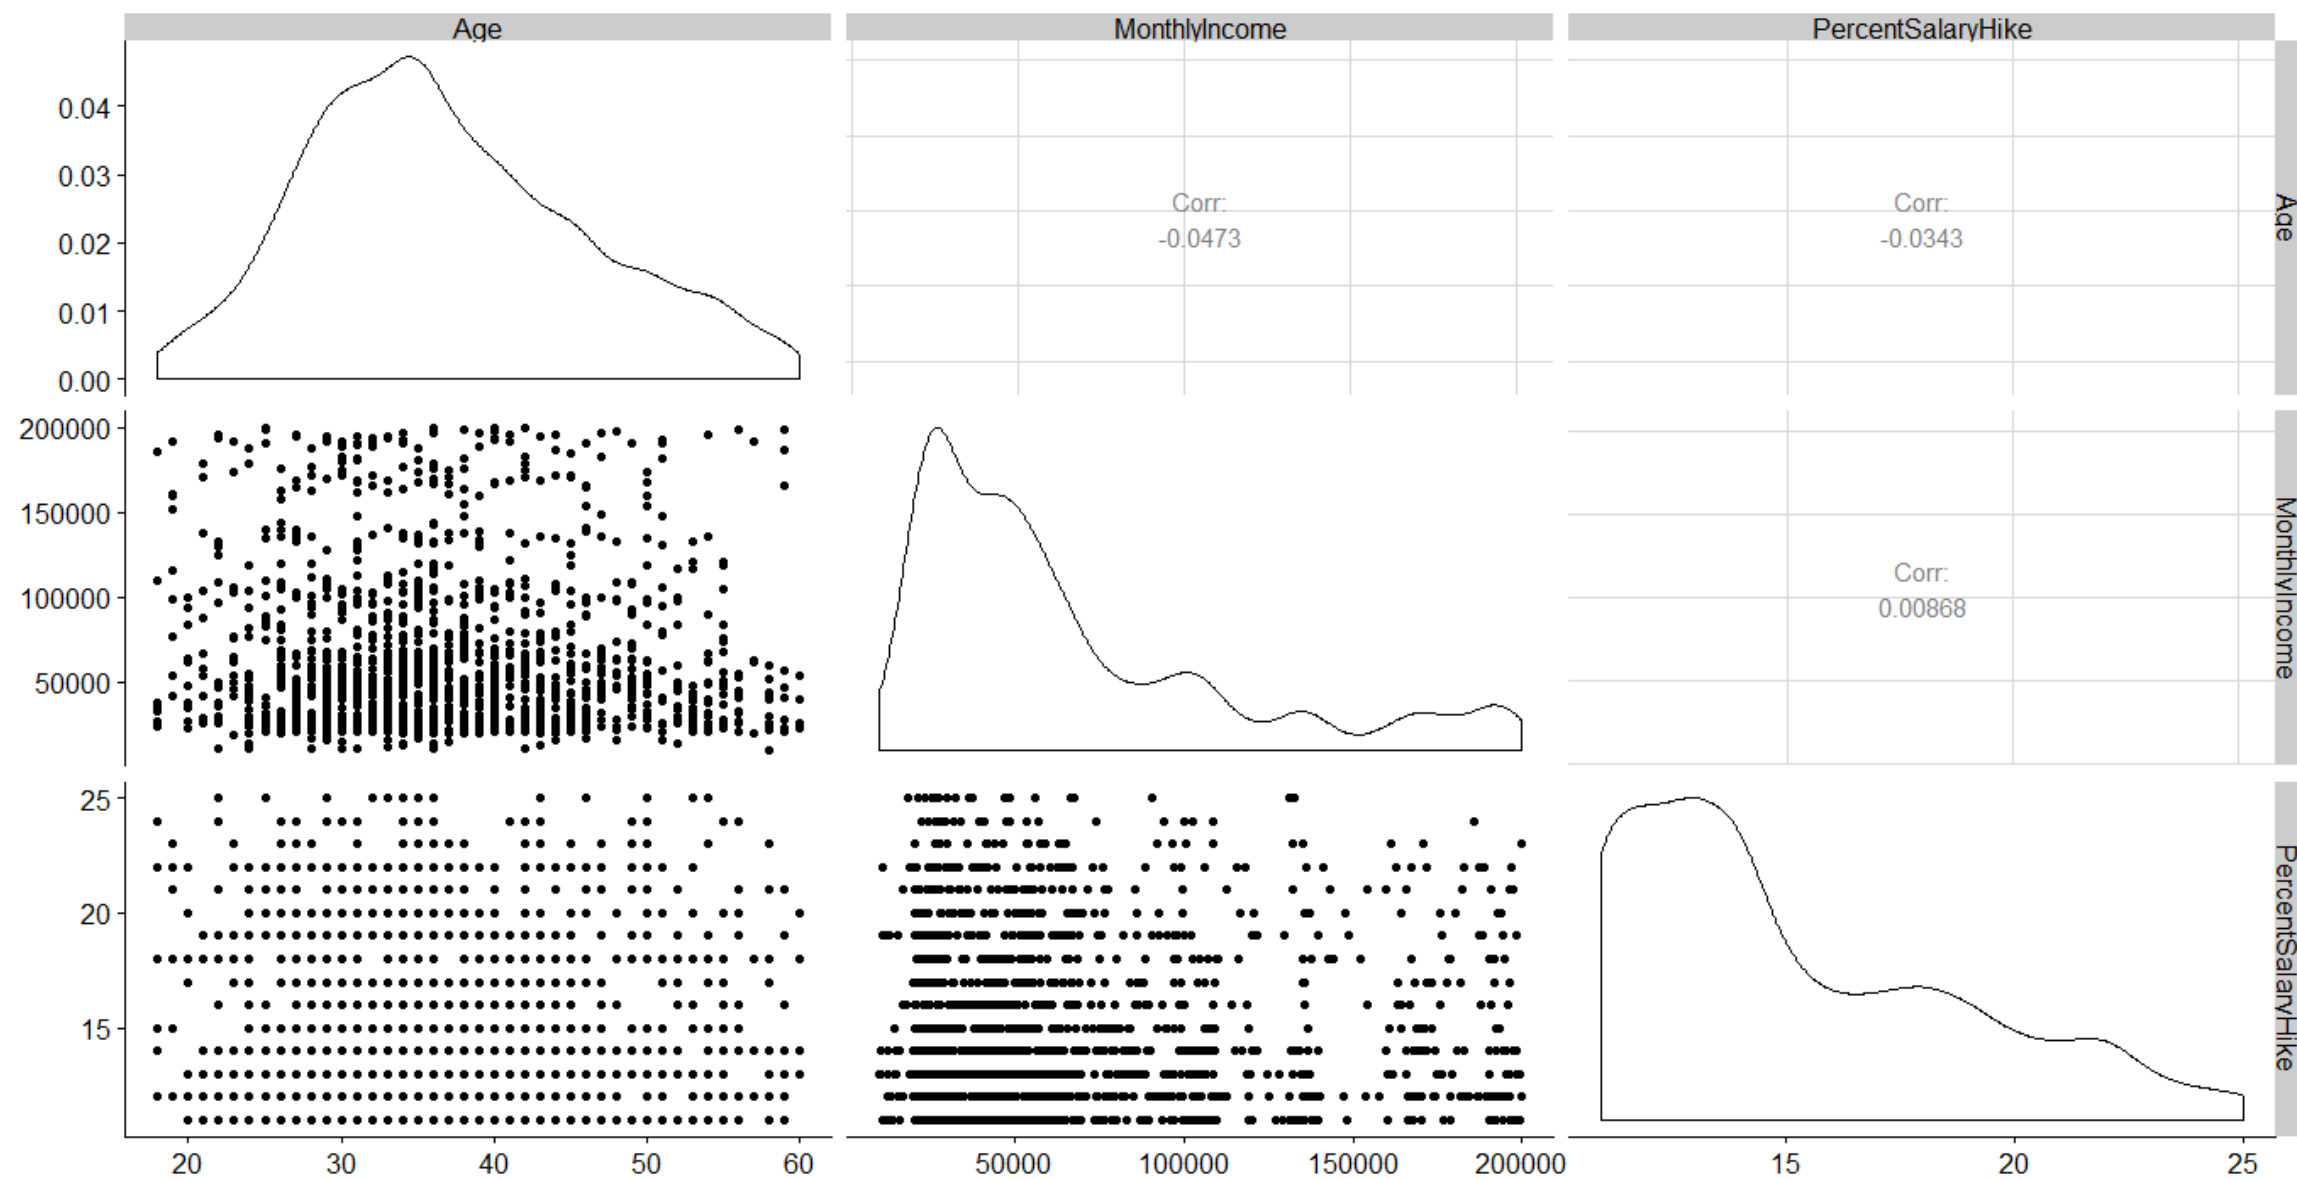 Age
MonthlyIncome
PercentSalaryHike
0.04
0.03
0.02
0.01
0.00
Corr:
-0.0473
Corr:
-0.0343
Age
200000
150000
100000
50000
Corr:
0.00868
MonthlyIncome
25
20
15
PercentSalaryHike
20 30 40 50 60
50000 100000 150000 200000
15 20 25